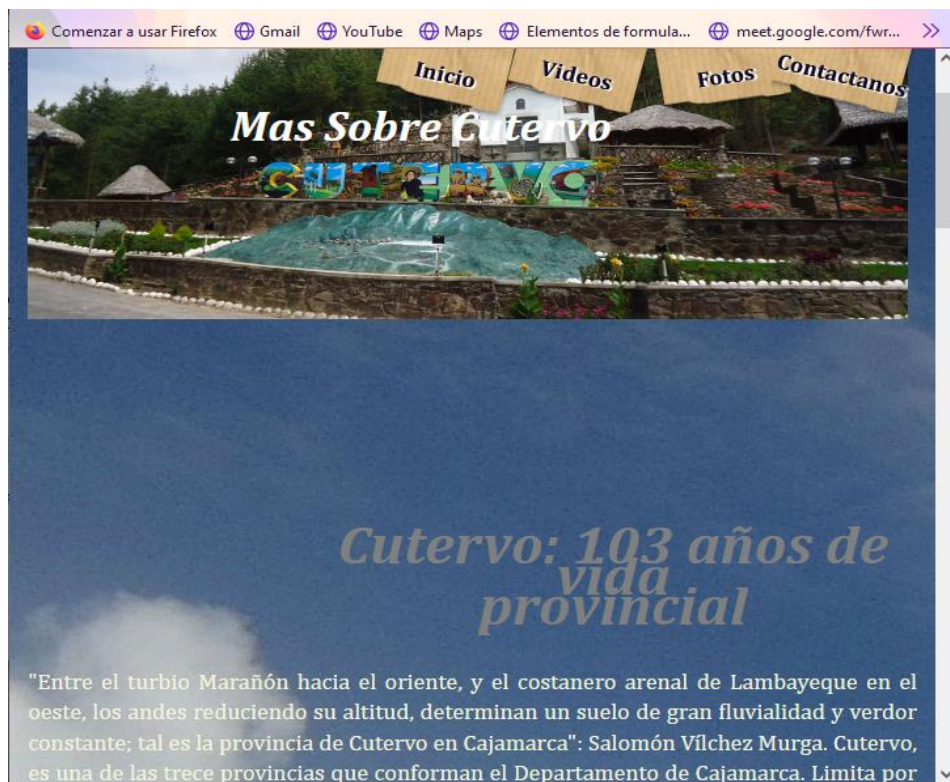 Comenzar a usar Firefox Gmail YouTube Maps Elementos de formula... meet.google.com/fwr...
Inicio Videos Fotos Contactanos
Mas Sobre Cutervo
CUTERVO
Cutervo: 103 años de
vida
provincial
"Entre el turbio Marañón hacia el oriente, y el costanero arenal de Lambayeque en el
oeste, los andes reduciendo su altitud, determinan un suelo de gran fluvialidad y verdor
constante; tal es la provincia de Cutervo en Cajamarca": Salomón Vílchez Murga. Cutervo,
es una de las trece provincias que conforman el Departamento de Cajamarca. Limita por